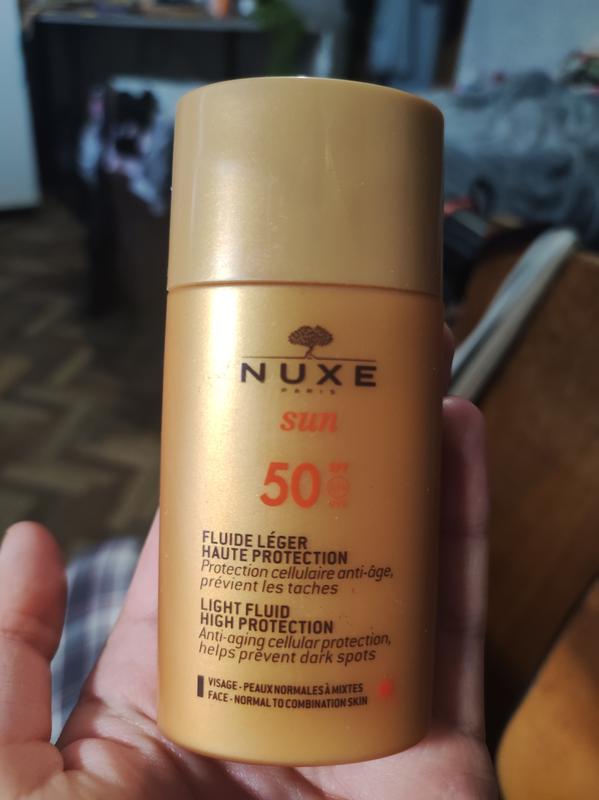 NUXE
PARIS
sun
50 SPF
FLUIDE LÉGER
HAUTE PROTECTION
Protection cellulaire anti-âge,
prévient les taches
LIGHT FLUID
HIGH PROTECTION
Anti-aging cellular protection,
helps prevent dark spots
VISAGE - PEAUX NORMALES À MIXTES
FACE - NORMAL TO COMBINATION SKIN